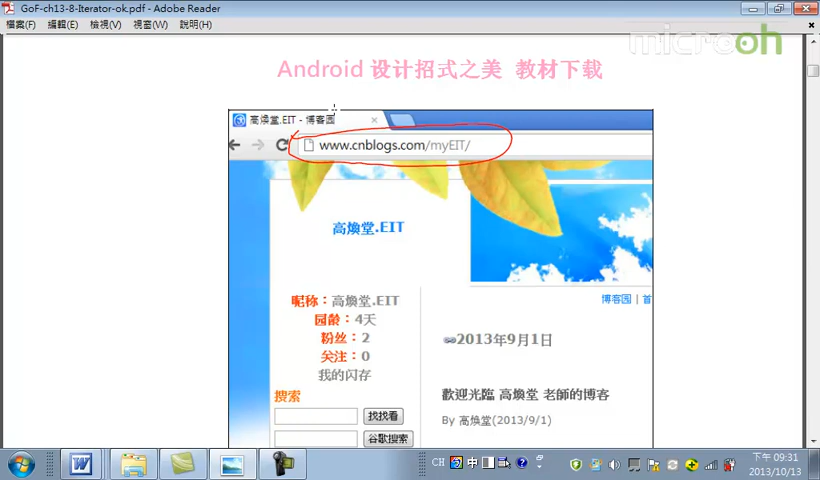 GoF-ch13-8-Iterator-ok.pdf - Adobe Reader
檔案(F) 編輯(E) 檢視(V) 視窗(W) 說明(H)
microoh
Android 设计招式之美 教材下载
高煥堂.EIT - 博客园
www.cnblogs.com/myEIT/
高煥堂.EIT
博客园 | 首
昵称：高煥堂.EIT
园龄：4天
粉丝：2
关注：0
我的闪存
搜索
找找看
谷歌搜索
2013年9月1日
歡迎光臨 高煥堂 老師的博客
By 高煥堂(2013/9/1)
CH 中
下午 09:31
2013/10/13